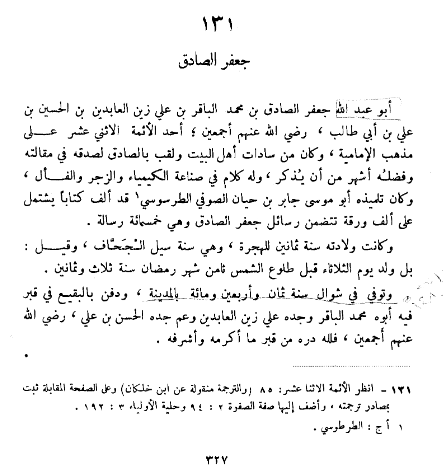 ١٣١
جعفر الصادق
أبو عبد الله جعفر الصادق بن محمد الباقر بن علي زين العابدين بن الحسين بن
علي بن أبي طالب ، رضي الله عنهم أجمعين ؛ أحد الأئمة الاثني عشر على
مذهب الإمامية ، وكان من سادات أهل البيت ولقب بالصادق لصدقه في مقالته
وفضله أشهر من أن يُذكر ، وله كلام في صناعة الكيمياء والزجر والفأل ،
وكان تلميذه أبو موسى جابر بن حيان الصوفي الطرسوسي١ قد ألف كتاباً يشتمل
على ألف ورقة تتضمن رسائل جعفر الصادق وهي خمسمائة رسالة .
وكانت ولادته سنة ثمانين للهجرة ، وهي سنة سيل الجُحَاف ، وقيل :
بل ولد يوم الثلاثاء قبل طلوع الشمس ثامن شهر رمضان سنة ثلاث وثمانين .
وتوفي في شوال سنة ثمان وأربعين ومائة بالمدينة ، ودفن بالبقيع في قبر
فيه أبوه محمد الباقر وجده علي زين العابدين وعم جده الحسن بن علي ، رضي الله
عنهم أجمعين ، فلله دره من قبر ما أكرمه وأشرفه .
١٣١ - انظر الأئمة الاثنا عشر: ٨٥ (والترجمة منقولة عن ابن خلكان) وعلى الصفحة المقابلة ثبت
بمصادر ترجمته ، وأضف إليها صفة الصفوة ٢ : ٩٤ وحلية الأولياء ٣ : ١٩٢ .
١ أ ج : الطرطوسي .
٣٢٧